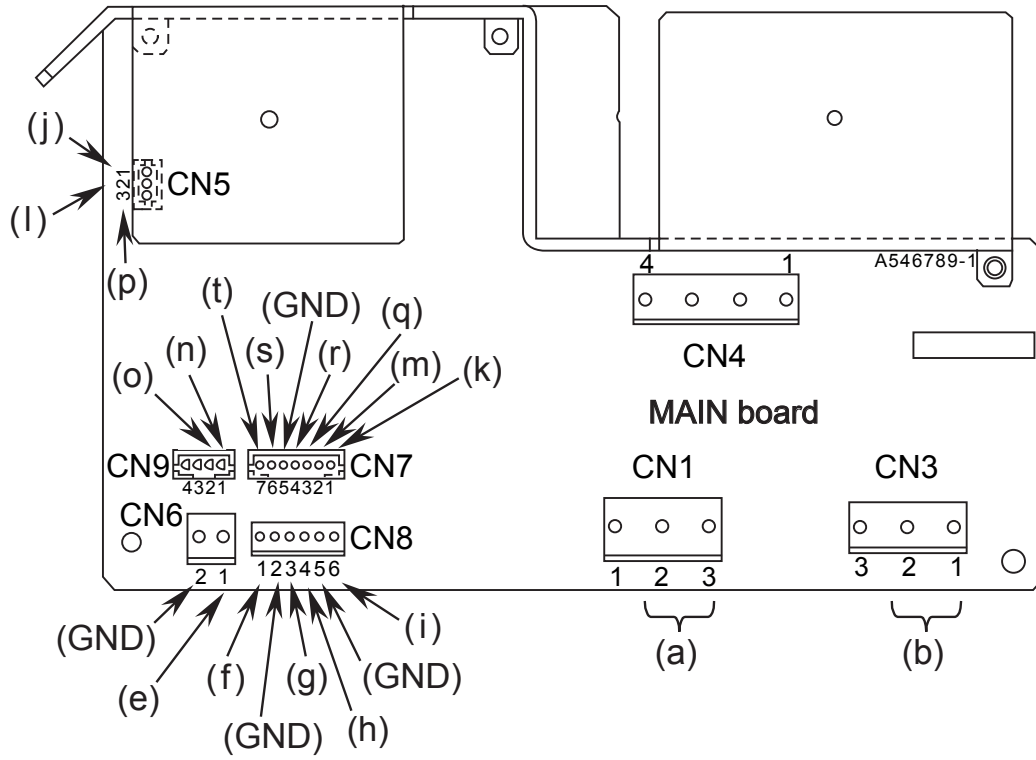 (j)
321
CN5
(l)
(p)
4 1
A546789-1
CN4
(t)
(GND)
(q)
(s)
(r)
(n)
(m)
(o)
(k)
MAIN board
CN9
4321
7654321
CN7
CN1
CN3
CN6
CN8
2 1
123456
1 2 3
3 2 1
(GND)
(i)
(a)
(b)
(e)
(f)
(g)
(GND)
(GND)
(h)